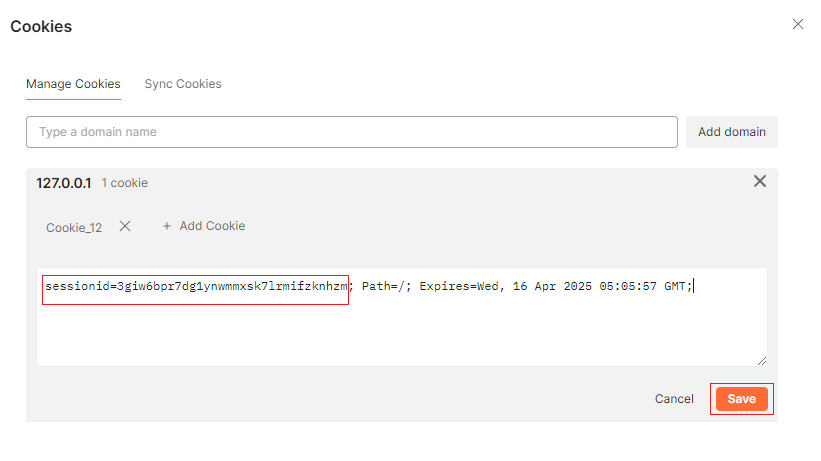 Cookies
Manage Cookies Sync Cookies
Type a domain name Add domain
127.0.0.1 1 cookie
Cookie_12 + Add Cookie
sessionid=3giw6bpr7dg1ynwmmxsk7lrmifzknhzm; Path=/; Expires=Wed, 16 Apr 2025 05:05:57 GMT;
Cancel Save